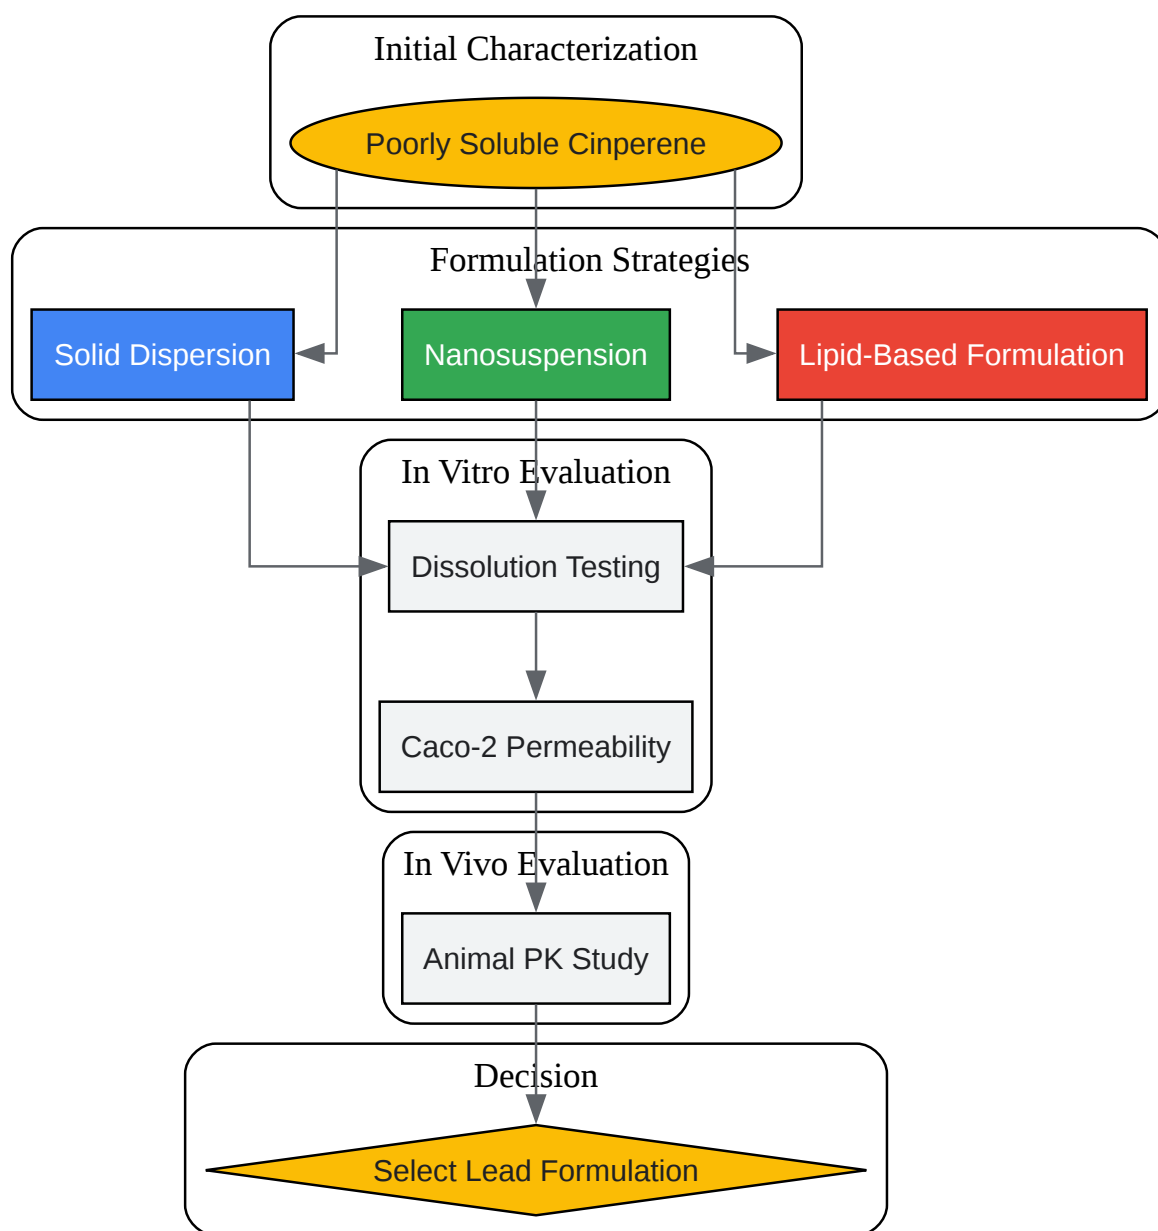 Initial Characterization
Poorly Soluble Cinperene
Formulation Strategies
Solid Dispersion
Nanosuspension
Lipid-Based Formulation
In Vitro Evaluation
Dissolution Testing
Caco-2 Permeability
In Vivo Evaluation
Animal PK Study
Decision
Select Lead Formulation